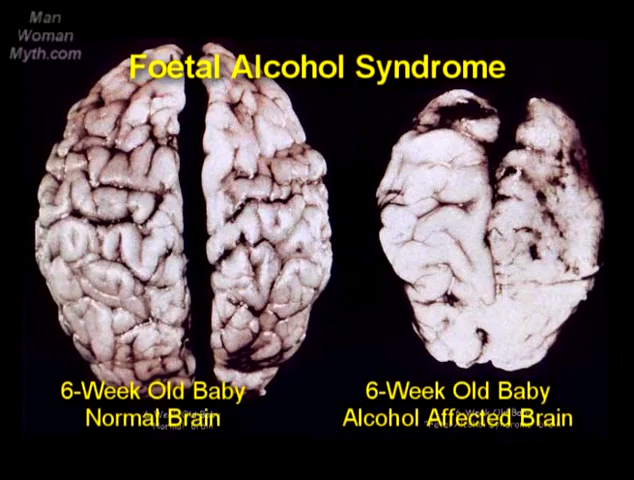 Man
Woman
Myth.com
Foetal Alcohol Syndrome
6-Week Old Baby
Normal Brain
6-Week Old Baby
Alcohol Affected Brain